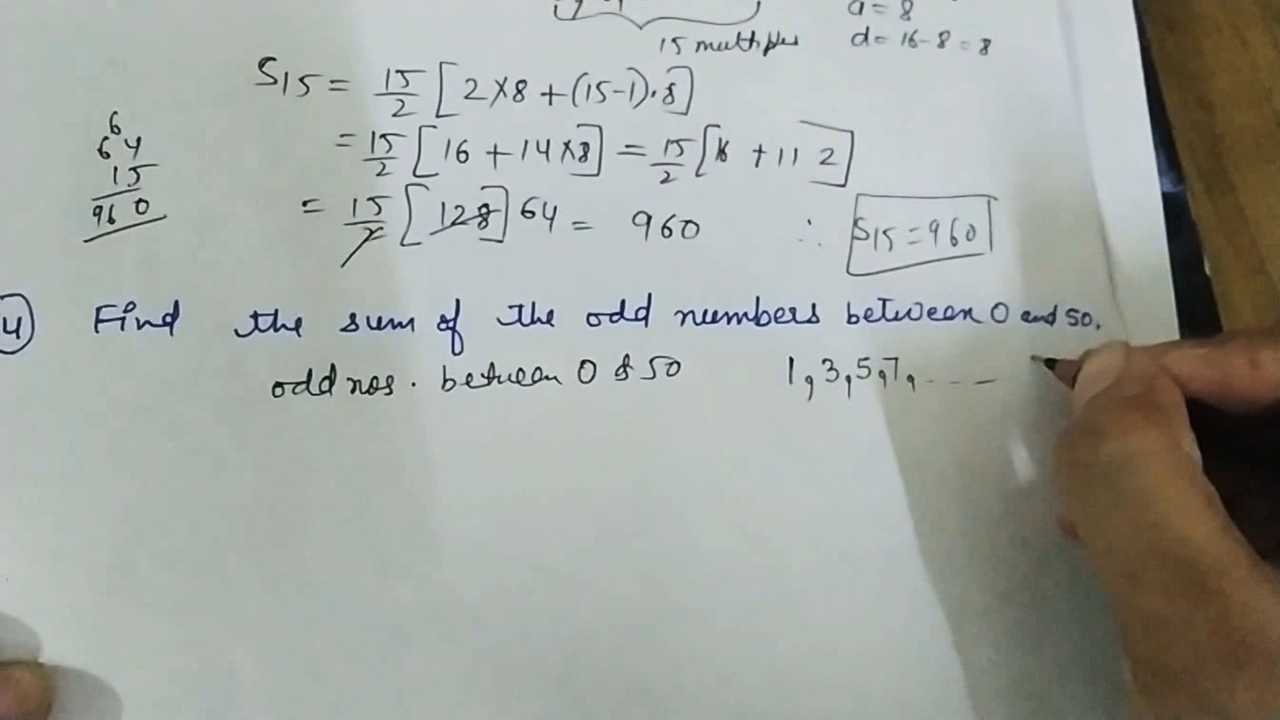 a = 8
15 multiples d = 16 - 8 = 8
S15 = 15/2 [2×8 + (15-1)·8]
6
64
15
960
= 15/2 [16 + 14×8] = 15/2 [16 + 112]
= 15/2 [128] 64 = 960 ∴ S15 = 960
4) Find the sum of the odd numbers between 0 and 50.
odd nos. between 0 & 50 1, 3, 5, 7, - - - -